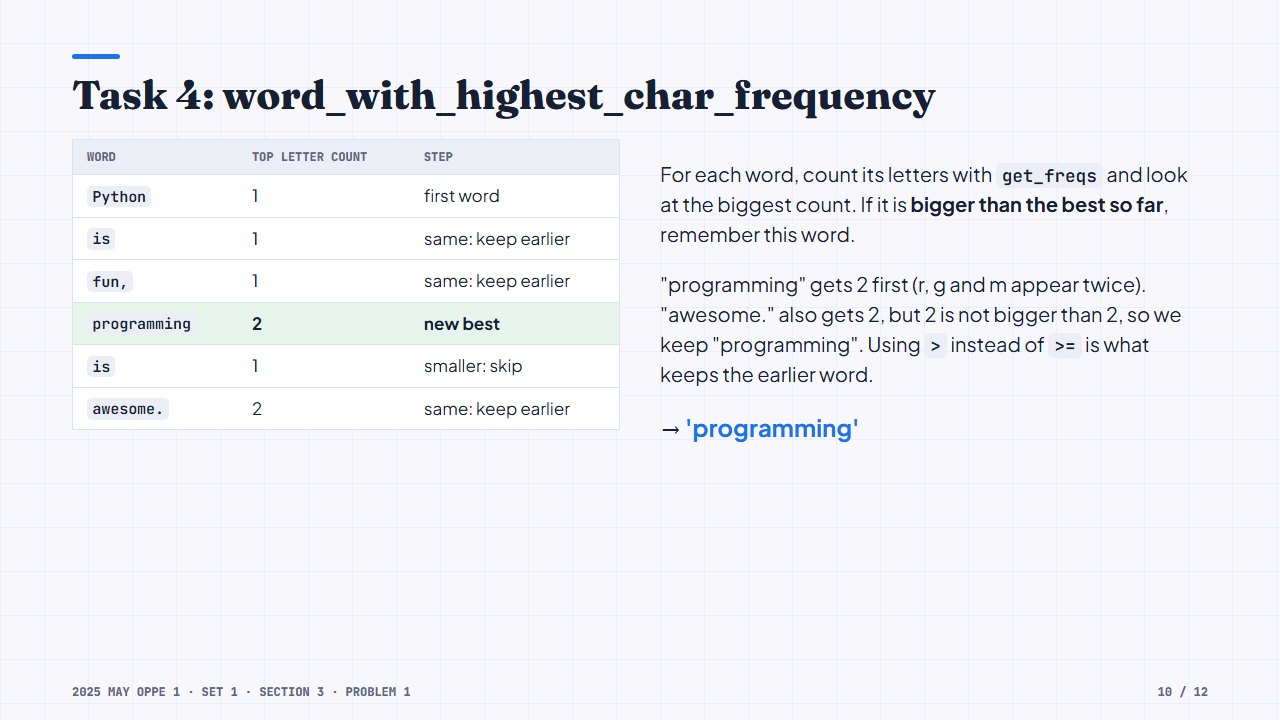 Task 4: word_with_highest_char_frequency
WORD TOP LETTER COUNT STEP
Python 1 first word
is 1 same: keep earlier
fun, 1 same: keep earlier
programming 2 new best
is 1 smaller: skip
awesome. 2 same: keep earlier
For each word, count its letters with get_freqs and look
at the biggest count. If it is bigger than the best so far,
remember this word.
"programming" gets 2 first (r, g and m appear twice).
"awesome." also gets 2, but 2 is not bigger than 2, so we
keep "programming". Using > instead of >= is what
keeps the earlier word.
→ 'programming'
2025 MAY OPPE 1 · SET 1 · SECTION 3 · PROBLEM 1
10 / 12